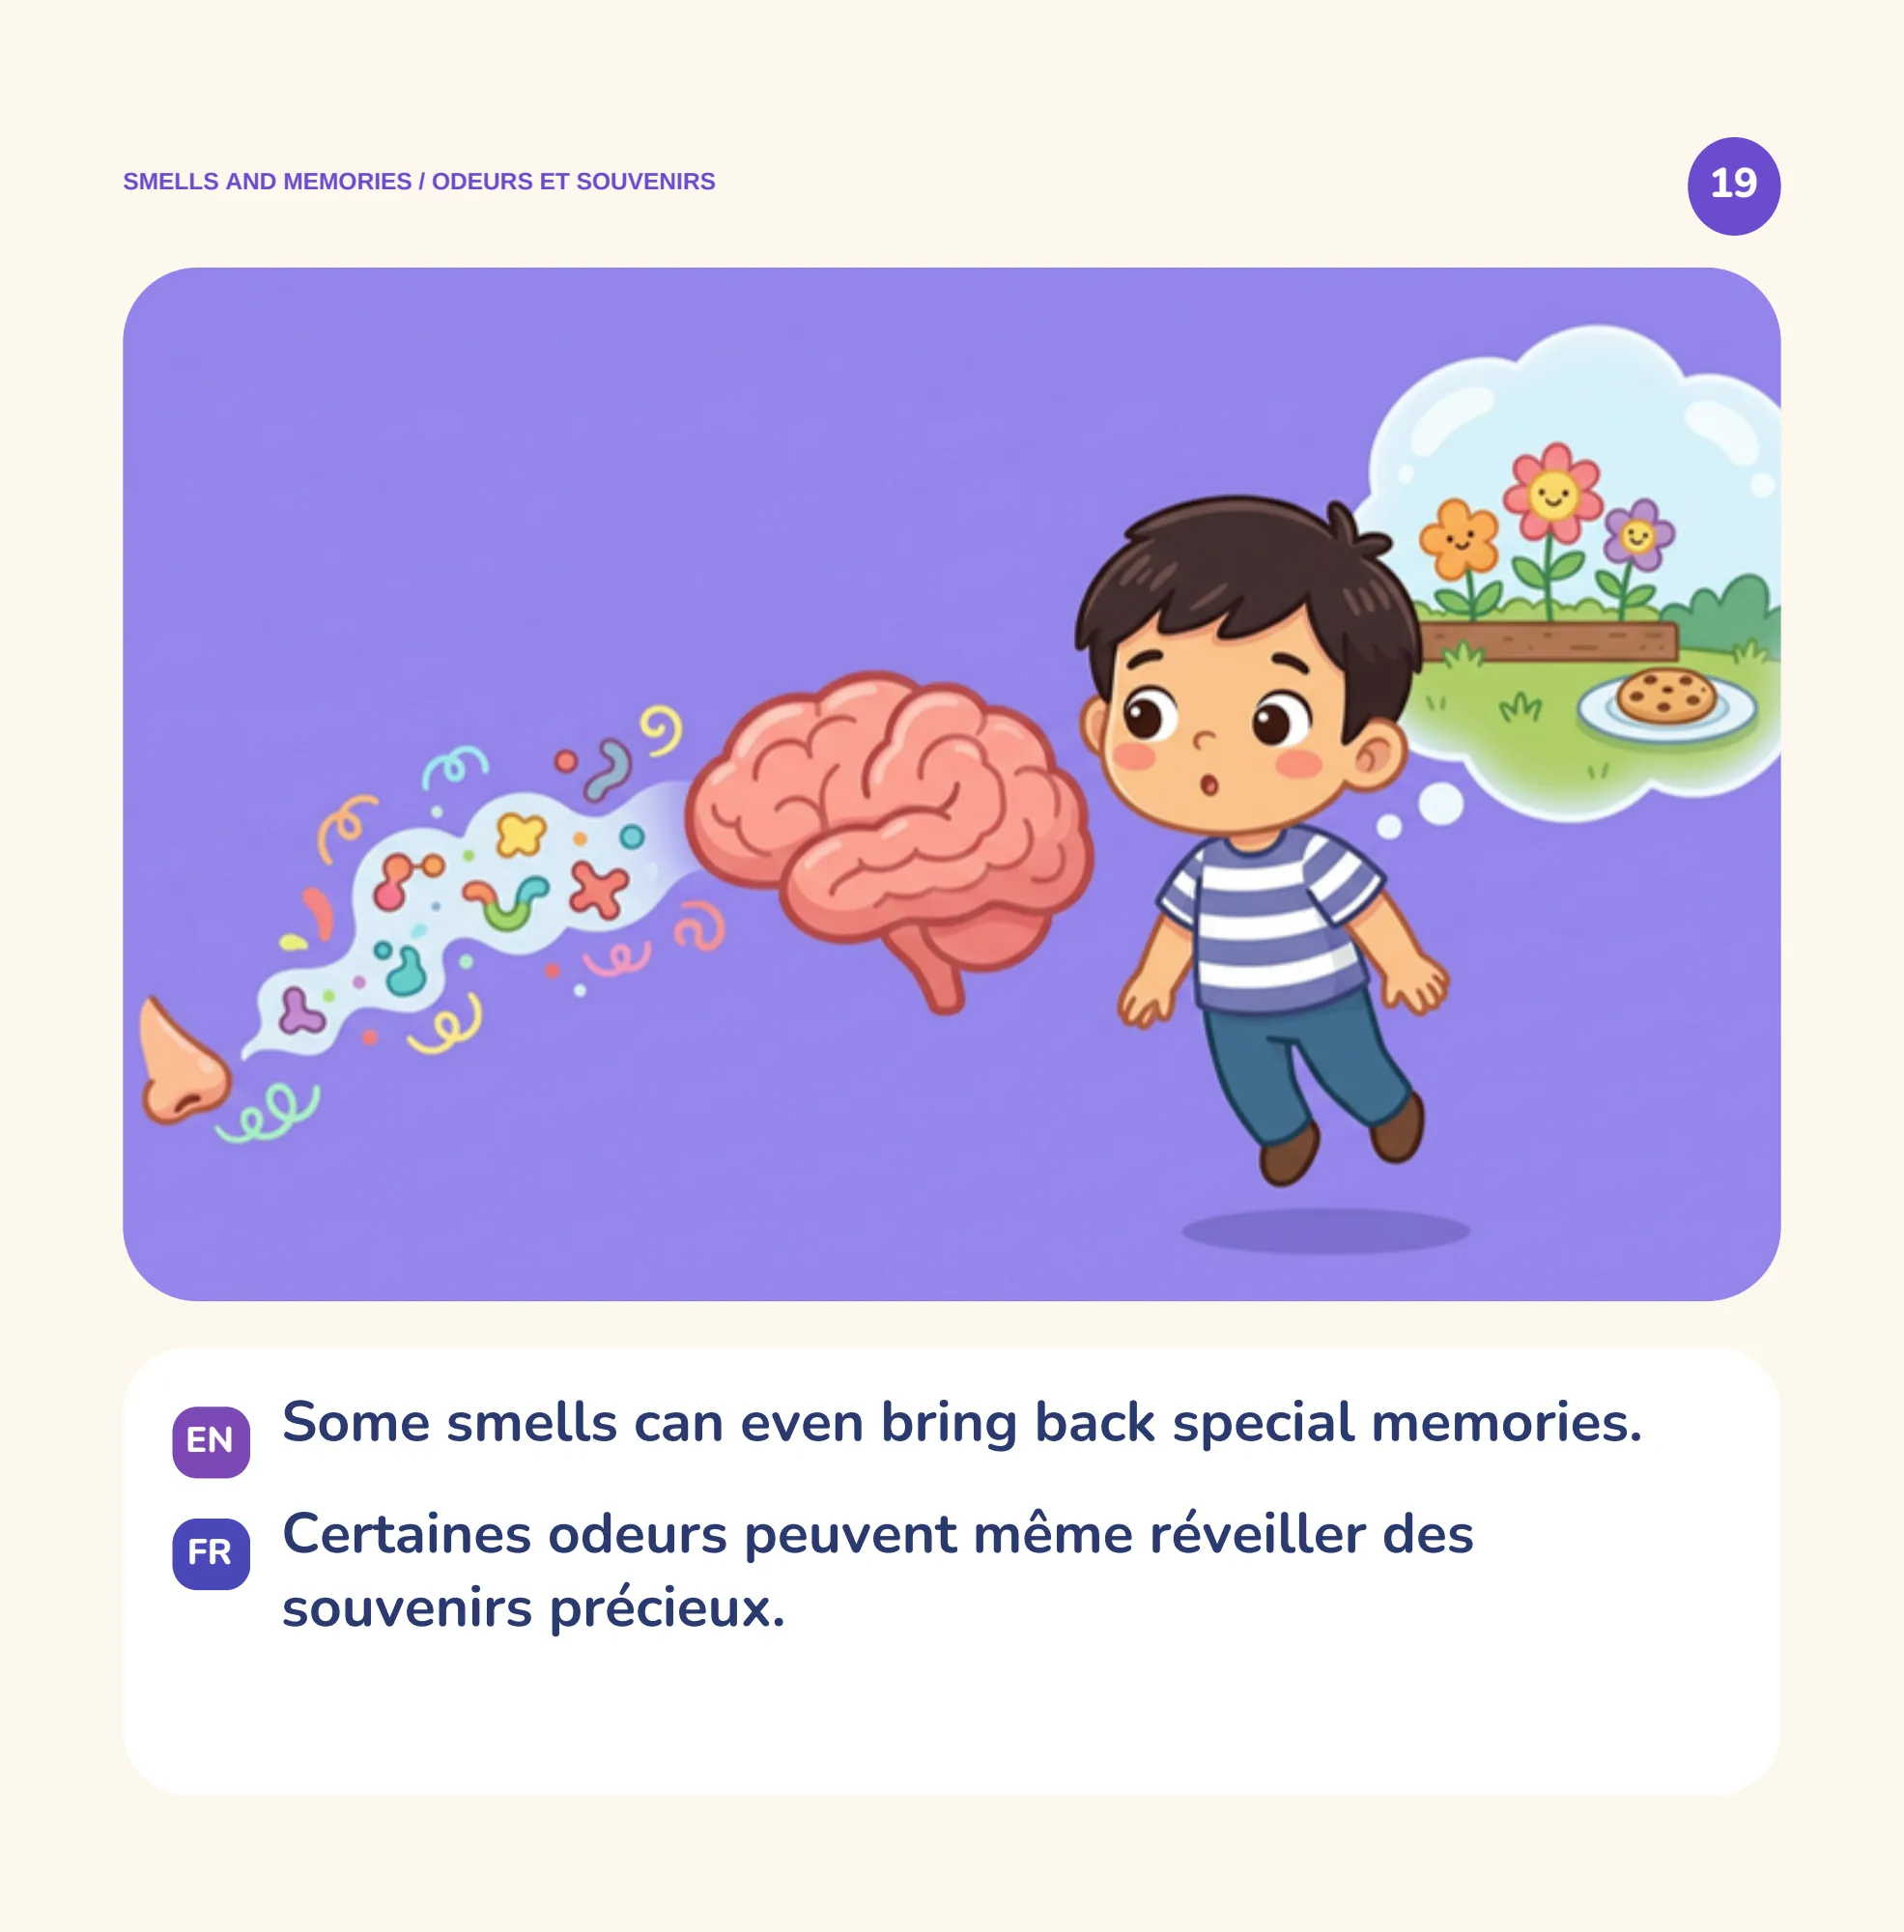 SMELLS AND MEMORIES / ODEURS ET SOUVENIRS
19
EN Some smells can even bring back special memories.
FR Certaines odeurs peuvent même réveiller des
souvenirs précieux.